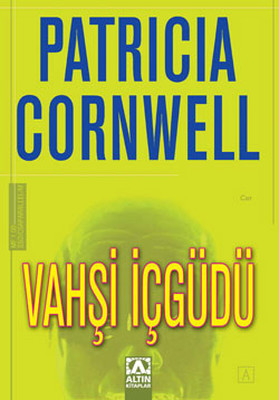 PATRICIA
CORNWELL
VAHŞİ İÇGÜDÜ
A
ALTIN
KİTAPLAR
A